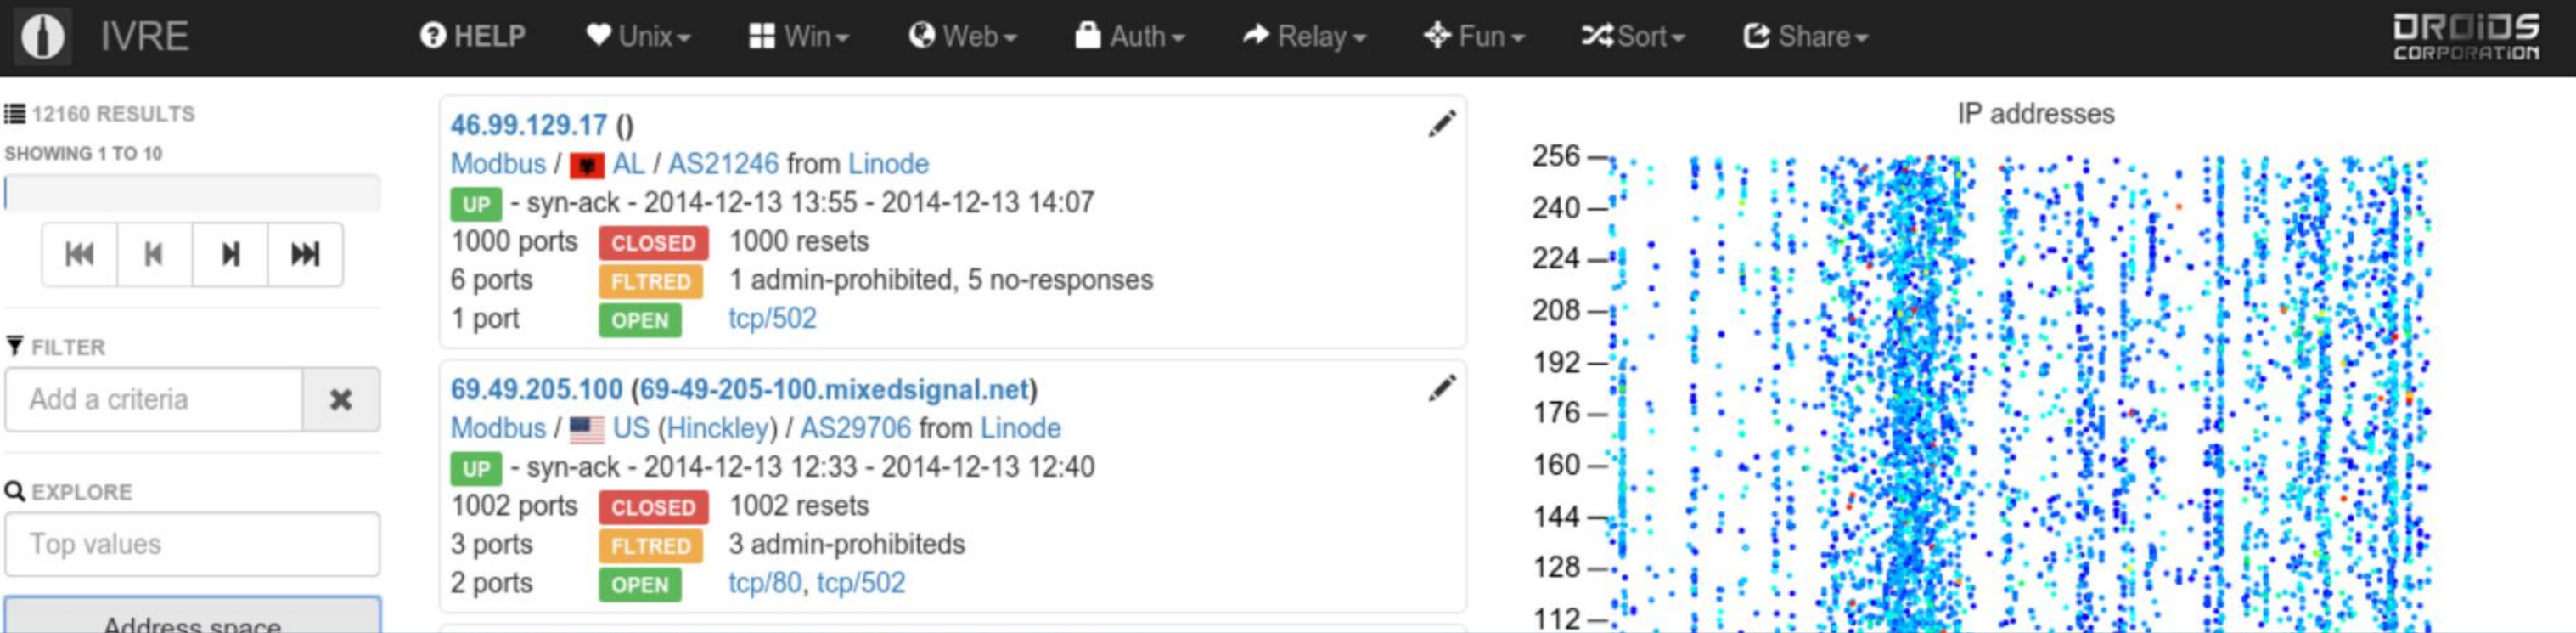 IVRE
HELP Unix Win Web Auth Relay Fun Sort Share
DROIDS
CORPORATION
12160 RESULTS
SHOWING 1 TO 10
FILTER
Add a criteria
EXPLORE
Top values
Address space
46.99.129.17 ()
Modbus / AL / AS21246 from Linode
UP - syn-ack - 2014-12-13 13:55 - 2014-12-13 14:07
1000 ports CLOSED 1000 resets
6 ports FLTRED 1 admin-prohibited, 5 no-responses
1 port OPEN tcp/502
69.49.205.100 (69-49-205-100.mixedsignal.net)
Modbus / US (Hinckley) / AS29706 from Linode
UP - syn-ack - 2014-12-13 12:33 - 2014-12-13 12:40
1002 ports CLOSED 1002 resets
3 ports FLTRED 3 admin-prohibiteds
2 ports OPEN tcp/80, tcp/502
IP addresses
256
240
224
208
192
176
160
144
128
112